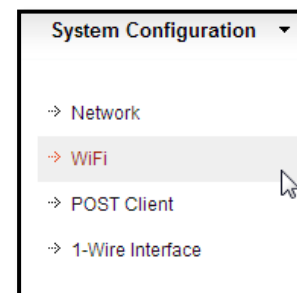 System Configuration
Network
WiFi
POST Client
1-Wire Interface